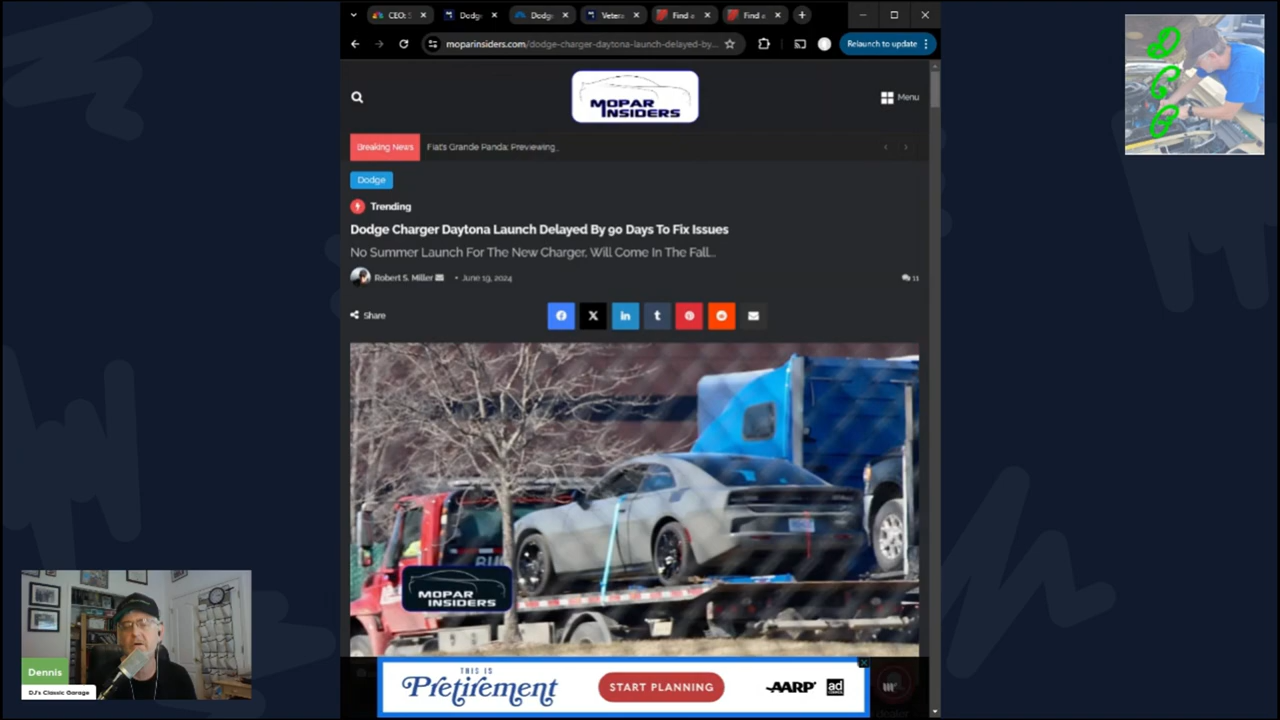 CEO: S
Dodg
Dodg
Vetera
Find a
Find a
moparinsiders.com/dodge-charger-daytona-launch-delayed-by...
Relaunch to update
MOPAR
INSIDERS
Menu
Breaking News
Fiat's Grande Panda: Previewing_
Dodge
Trending
Dodge Charger Daytona Launch Delayed By 90 Days To Fix Issues
No Summer Launch For The New Charger, Will Come In The Fall...
Robert S. Miller
• June 19, 2024
11
Share
MOPAR
INSIDERS
THIS IS
Pretirement
START PLANNING
AARP
ad
Dennis
DJ's Classic Garage